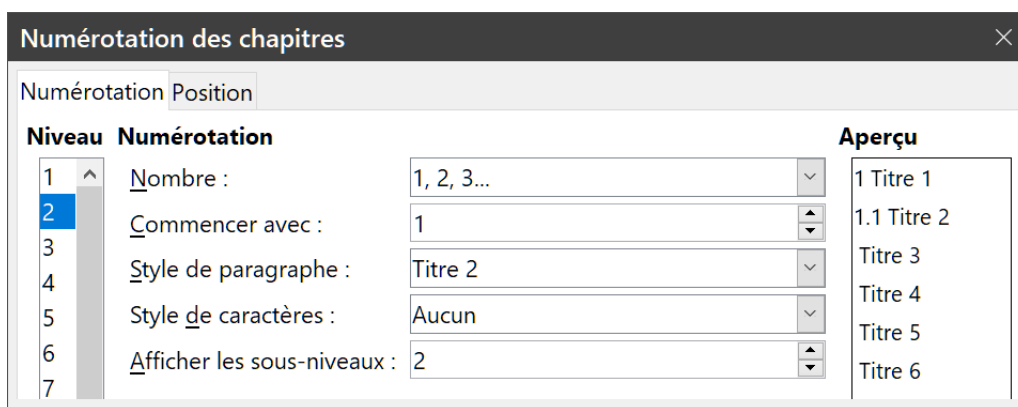 Numérotation des chapitres
Numérotation Position
Niveau Numérotation Aperçu
1 Nombre : 1, 2, 3... 1 Titre 1
2 Commencer avec : 1 1.1 Titre 2
3 Style de paragraphe : Titre 2 Titre 3
4 Style de caractères : Aucun Titre 4
5 Titre 5
6 Afficher les sous-niveaux : 2 Titre 6
7